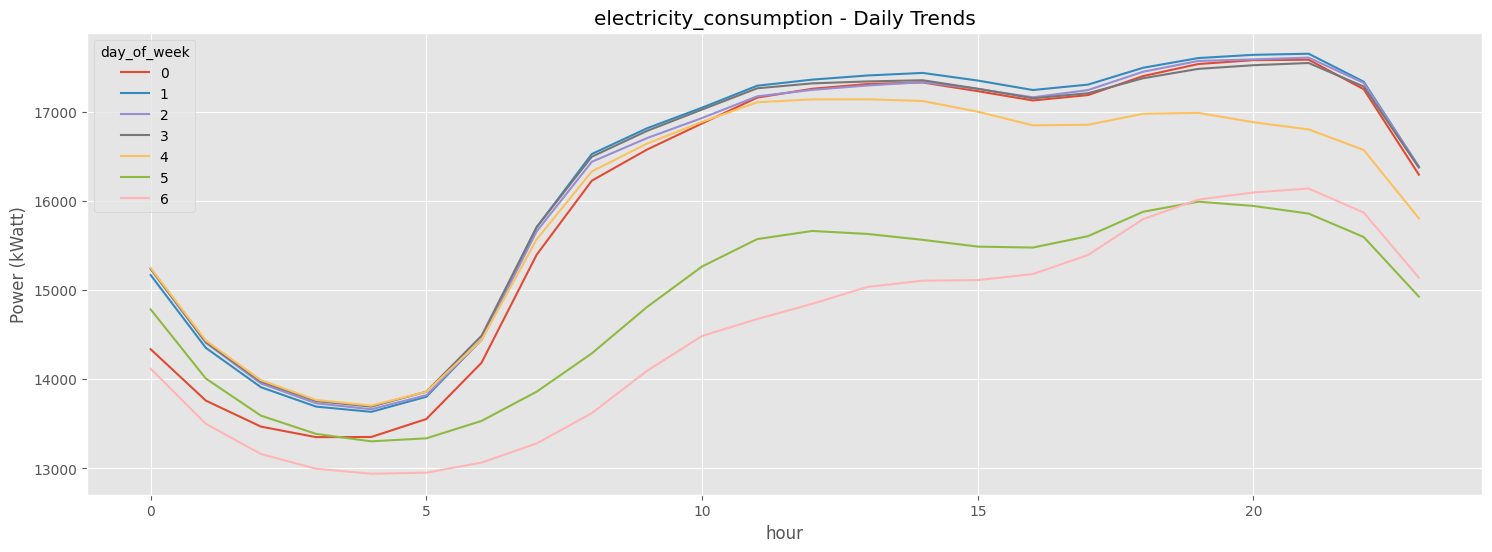 electricity_consumption - Daily Trends
day_of_week
0
1
2
3
4
5
6
Power (kWatt)
17000
16000
15000
14000
13000
0 5 10 15 20
hour